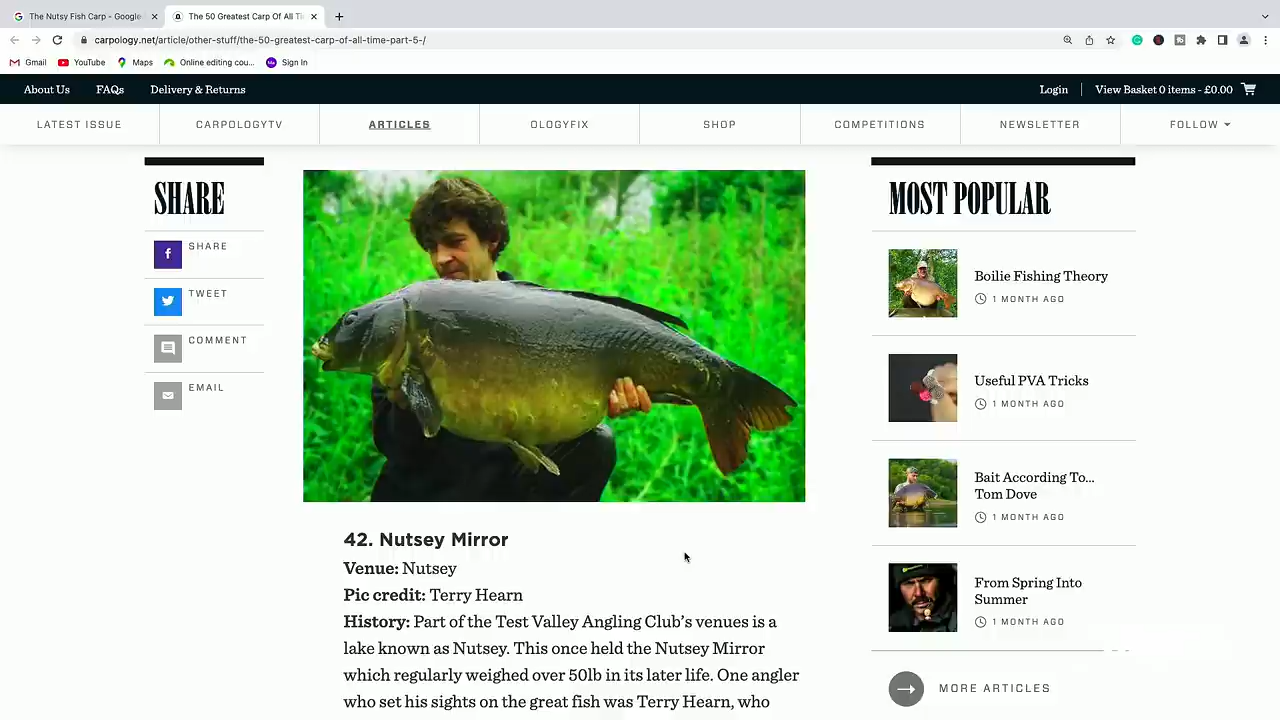 The Nutsy Fish Carp - Google
The 50 Greatest Carp Of All Ti
carpology.net/article/other-stuff/the-50-greatest-carp-of-all-time-part-5-/
Gmail
YouTube
Maps
Online editing cou...
Sign In
About Us
FAQs
Delivery & Returns
Login
View Basket 0 items - £0.00
LATEST ISSUE
CARPOLOGYTV
ARTICLES
OLOGYFIX
SHOP
COMPETITIONS
NEWSLETTER
FOLLOW
SHARE
SHARE
TWEET
COMMENT
EMAIL
42. Nutsey Mirror
Venue: Nutsey
Pic credit: Terry Hearn
History: Part of the Test Valley Angling Club's venues is a
lake known as Nutsey. This once held the Nutsey Mirror
which regularly weighed over 50lb in its later life. One angler
who set his sights on the great fish was Terry Hearn, who
MOST POPULAR
Boilie Fishing Theory
1 MONTH AGO
Useful PVA Tricks
1 MONTH AGO
Bait According To...
Tom Dove
1 MONTH AGO
From Spring Into
Summer
1 MONTH AGO
MORE ARTICLES